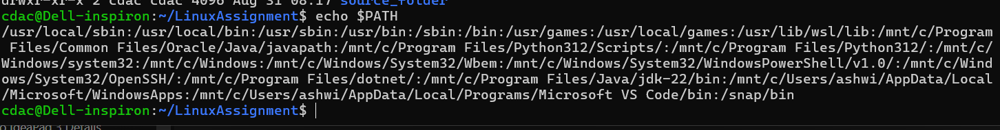 drwxr-xr-x 2 cdac cdac 4096 Aug 31 08:17 source_folder
cdac@Dell-inspiron:~/LinuxAssignment$ echo $PATH
/usr/local/sbin:/usr/local/bin:/usr/sbin:/usr/bin:/sbin:/bin:/usr/games:/usr/local/games:/usr/lib/wsl/lib:/mnt/c/Program
 Files/Common Files/Oracle/Java/javapath:/mnt/c/Program Files/Python312/Scripts/:/mnt/c/Program Files/Python312/:/mnt/c/
Windows/system32:/mnt/c/Windows:/mnt/c/Windows/System32/Wbem:/mnt/c/Windows/System32/WindowsPowerShell/v1.0/:/mnt/c/Wind
ows/System32/OpenSSH/:/mnt/c/Program Files/dotnet/:/mnt/c/Program Files/Java/jdk-22/bin:/mnt/c/Users/ashwi/AppData/Local
/Microsoft/WindowsApps:/mnt/c/Users/ashwi/AppData/Local/Programs/Microsoft VS Code/bin:/snap/bin
cdac@Dell-inspiron:~/LinuxAssignment$
o IdeaPad 3 Details